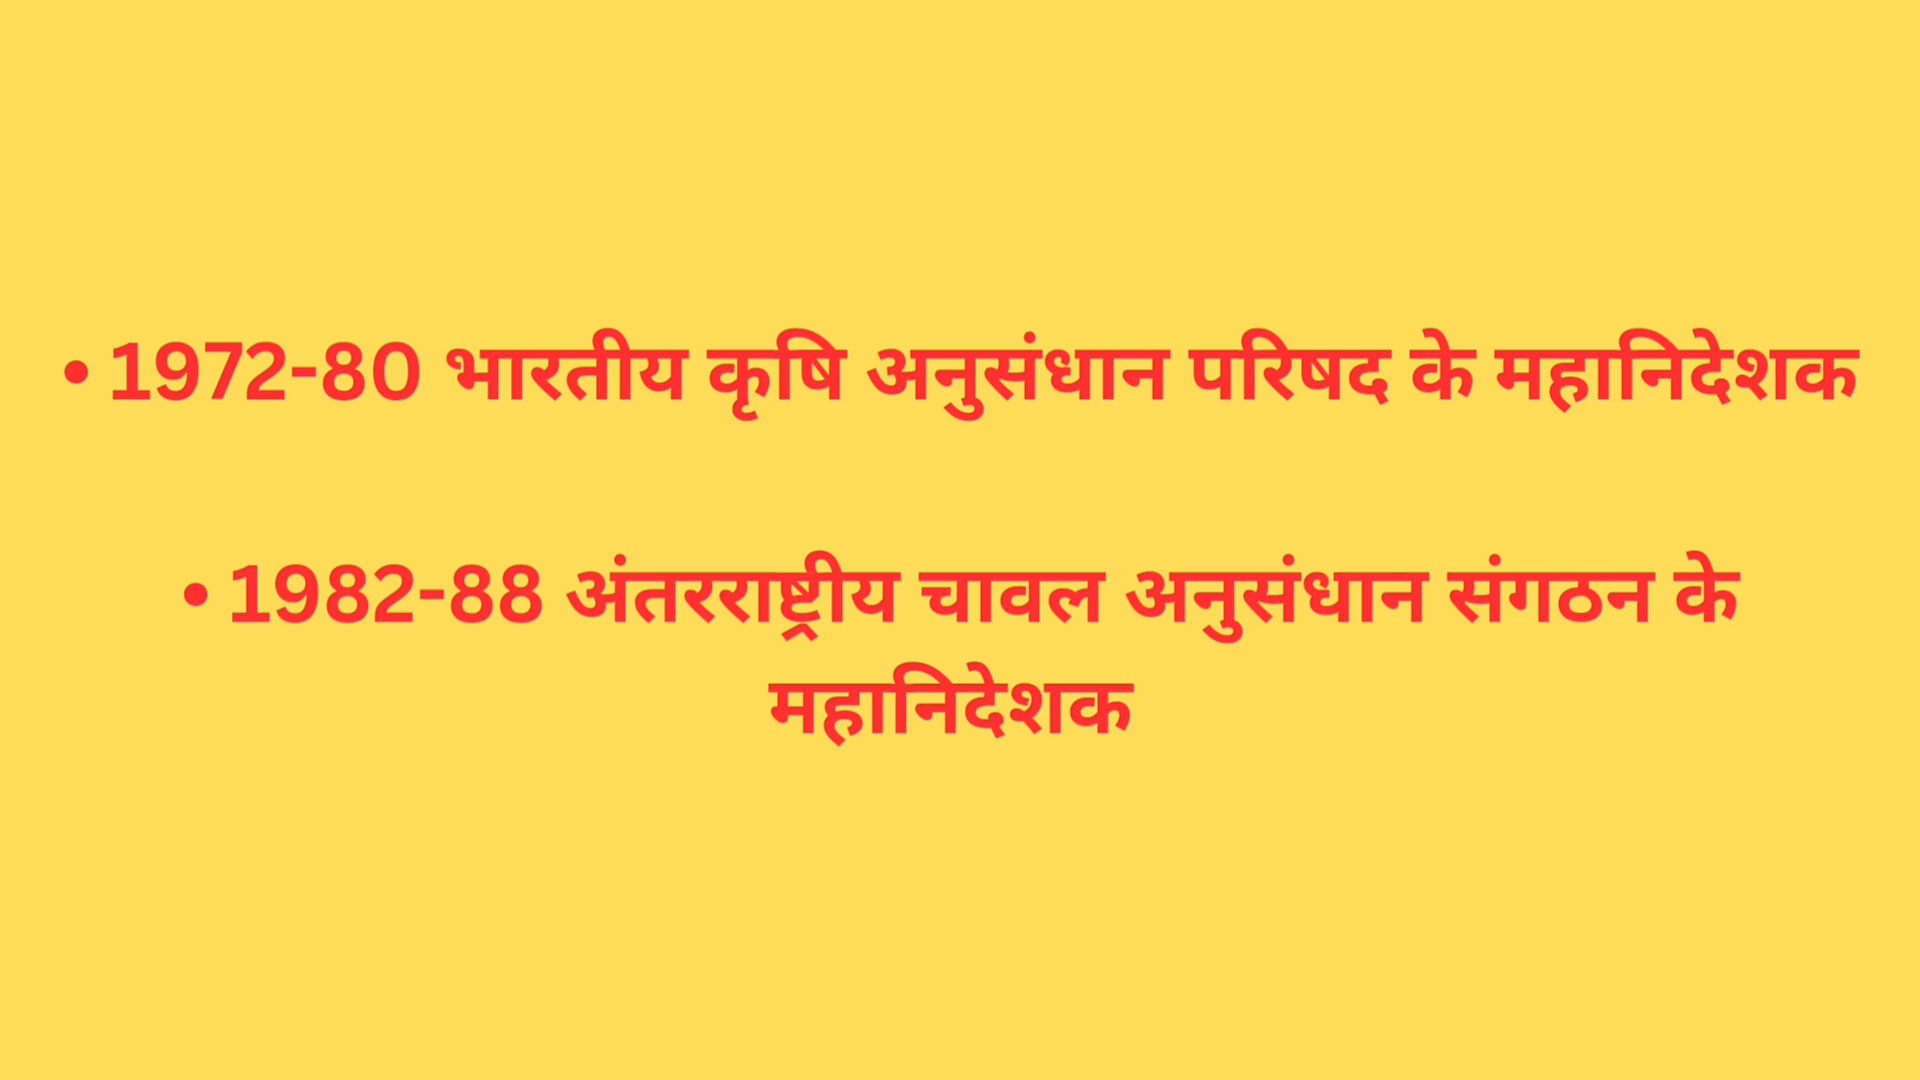 • 1972-80 भारतीय कृषि अनुसंधान परिषद के महानिदेशक
• 1982-88 अंतरराष्ट्रीय चावल अनुसंधान संगठन के
महानिदेशक